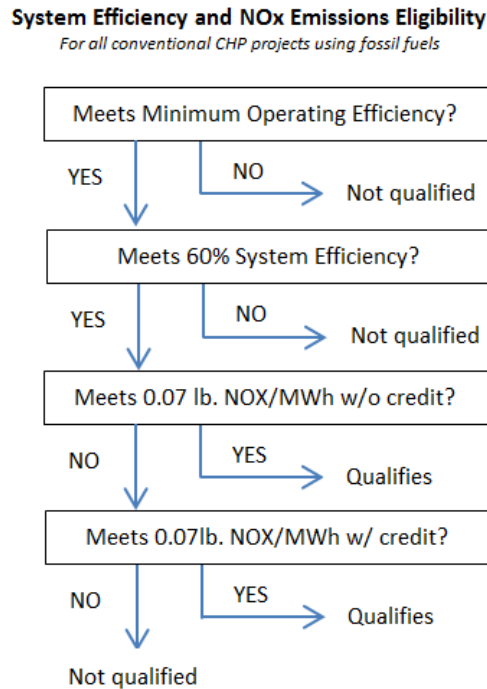 System Efficiency and NOx Emissions Eligibility
For all conventional CHP projects using fossil fuels
Meets Minimum Operating Efficiency?
YES
NO
Not qualified
Meets 60% System Efficiency?
YES
NO
Not qualified
Meets 0.07 lb. NOX/MWh w/o credit?
NO
YES
Qualifies
Meets 0.07lb. NOX/MWh w/ credit?
NO
YES
Qualifies
Not qualified